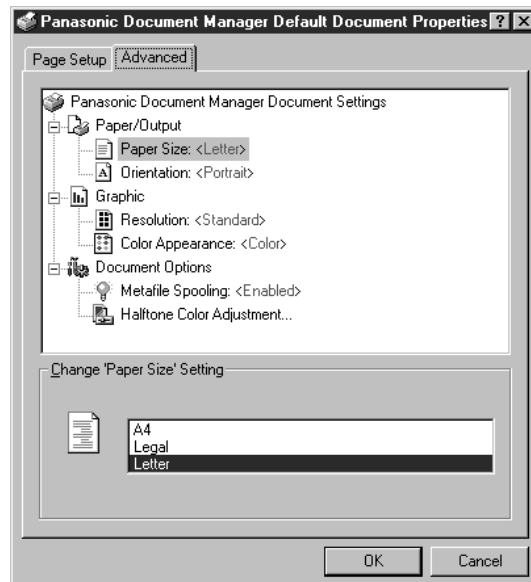 Panasonic Document Manager Default Document Properties
Page Setup
Advanced
Panasonic Document Manager Document Settings
Paper/Output
Paper Size: <Letter>
Orientation: <Portrait>
Graphic
Resolution: <Standard>
Color Appearance: <Color>
Document Options
Metafile Spooling: <Enabled>
Halftone Color Adjustment...
Change 'Paper Size' Setting
A4
Legal
Letter
OK
Cancel